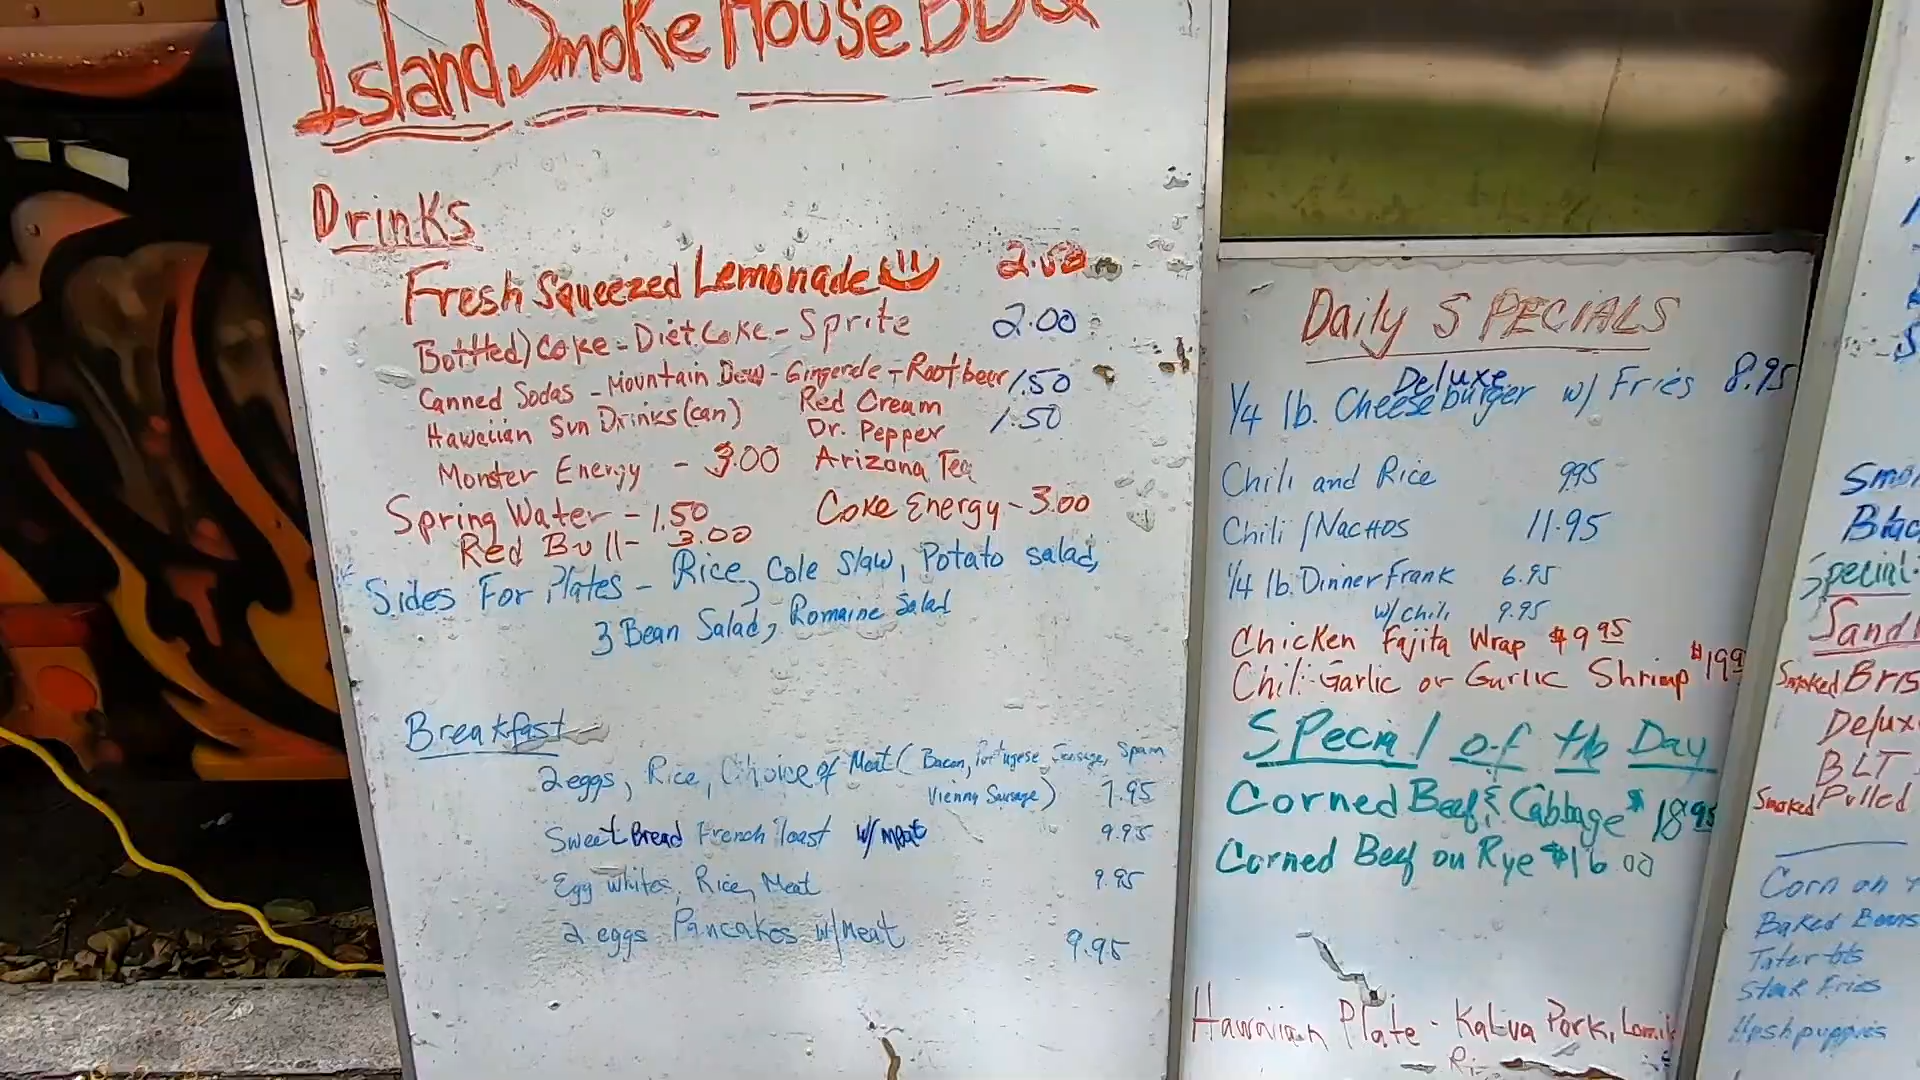 Island Smoke House BBQ
Drinks
Fresh Squeezed Lemonade 2.50
Bottled) Coke - Diet Coke - Sprite 2.00
Canned Sodas - Mountain Dew - Gingerale - Rootbeer 1.50
Hawaiian Sun Drinks (can) Red Cream 1.50
Dr. Pepper
Monster Energy - 3.00 Arizona Tea
Spring Water - 1.50 Coke Energy - 3.00
Red Bull - 3.00
Sides For Plates - Rice, Cole Slaw, Potato salad,
3 Bean Salad, Romaine Salad
Breakfast
2 eggs, Rice, Choice of Meat ( Bacon, Portugese Sausage, Spam
Vienna Sausage) 7.95
Sweet Bread French Toast w/ meat 9.95
Egg whites, Rice, Meat 9.95
2 eggs Pancakes w/ Meat 9.95
Daily SPECIALS
Deluxe
1/4 lb. Cheeseburger w/ Fries 8.95
Chili and Rice 995
Chili / Nachos 11.95
1/4 lb. Dinner Frank 6.95
w/ Chili 9.95
Chicken Fajita Wrap $9 95
Chili-Garlic or Garlic Shrimp $19 9
Special of the Day
Corned Beef & Cabbage $18 95
Corned Beef on Rye $16 00
Hawaiian Plate - Kalua Pork, Lomi
Smo
Blac
Special
Sand
Smoked Bris
Deluxe
BLT
Smoked Pulled
Corn on
Baked Beans
Tater tots
Steak Fries
Hushpuppies